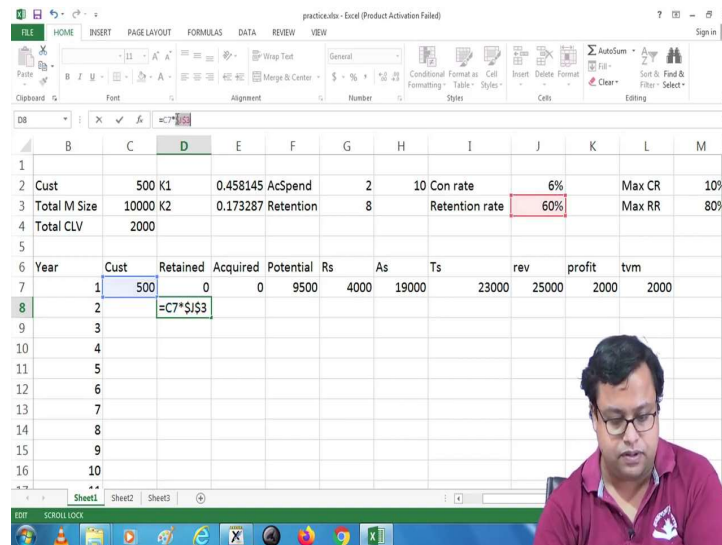 practice.xlsx - Excel (Product Activation Failed)
FILE HOME INSERT PAGE LAYOUT FORMULAS DATA REVIEW VIEW Sign in
Paste 11 Wrap Text General AutoSum
Fill
B I U Merge & Center $ % Conditional Formatting Format as Table Cell Styles Insert Delete Format Clear Sort & Filter Find & Select
Clipboard Font Alignment Number Styles Cells Editing
D8 fx =C7*$J$3
B C D E F G H I J K L M
1
2 Cust 500 K1 0.458145 AcSpend 2 10 Con rate 6% Max CR 10%
3 Total M Size 10000 K2 0.173287 Retention 8 Retention rate 60% Max RR 80%
4 Total CLV 2000
5
6 Year Cust Retained Acquired Potential Rs As Ts rev profit tvm
7 1 500 0 0 9500 4000 19000 23000 25000 2000 2000
8 2 =C7*$J$3
9 3
10 4
11 5
12 6
13 7
14 8
15 9
16 10
Sheet1 Sheet2 Sheet3
EDIT SCROLL LOCK